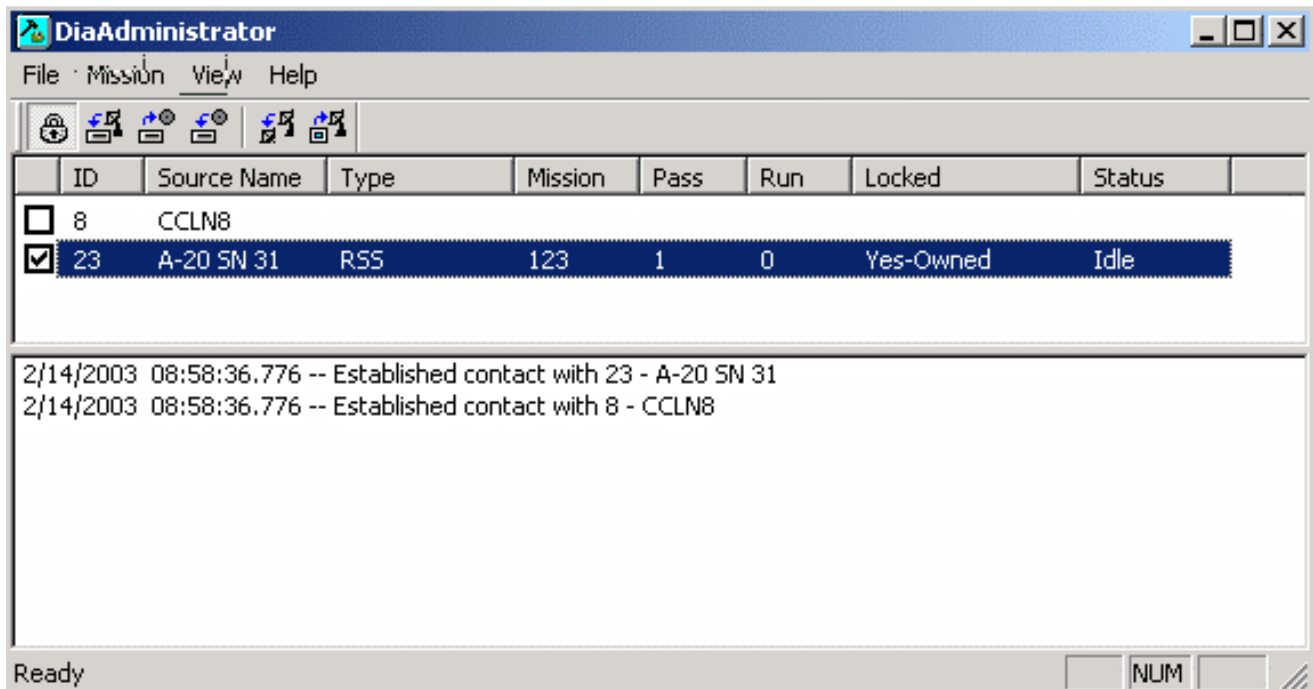 DiaAdministrator
File Mission View Help
ID Source Name Type Mission Pass Run Locked Status
8 CCLN8
23 A-20 SN 31 RSS 123 1 0 Yes-Owned Idle
2/14/2003 08:58:36.776 -- Established contact with 23 - A-20 SN 31
2/14/2003 08:58:36.776 -- Established contact with 8 - CCLN8
Ready NUM